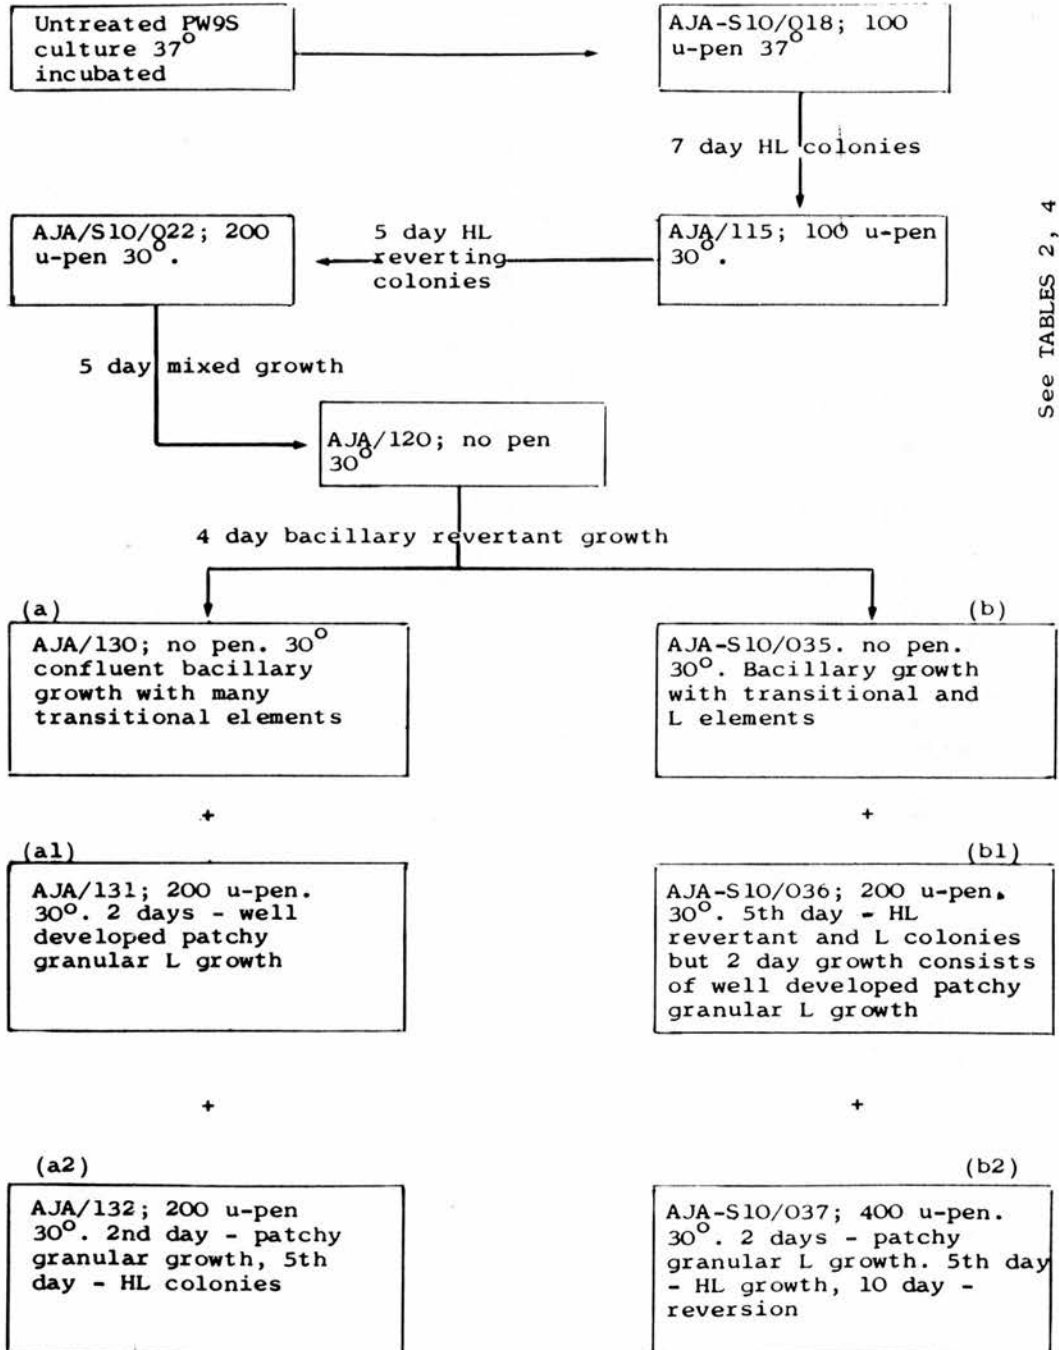 Untreated PW9S
culture 37°
incubated
AJA-S10/018; 100
u-pen 37°
7 day HL colonies
AJA/115; 100 u-pen
30°.
5 day HL
reverting
colonies
AJA/S10/022; 200
u-pen 30°.
See TABLES 2, 4
5 day mixed growth
AJA/120; no pen
30°
4 day bacillary revertant growth
(a)
AJA/130; no pen. 30°
confluent bacillary
growth with many
transitional elements
(b)
AJA-S10/035. no pen.
30°. Bacillary growth
with transitional and
L elements
+
+
(a1)
AJA/131; 200 u-pen.
30°. 2 days - well
developed patchy
granular L growth
(b1)
AJA-S10/036; 200 u-pen.
30°. 5th day - HL
revertant and L colonies
but 2 day growth consists
of well developed patchy
granular L growth
+
+
(a2)
AJA/132; 200 u-pen
30°. 2nd day - patchy
granular growth, 5th
day - HL colonies
(b2)
AJA-S10/037; 400 u-pen.
30°. 2 days - patchy
granular L growth. 5th day
- HL growth, 10 day -
reversion